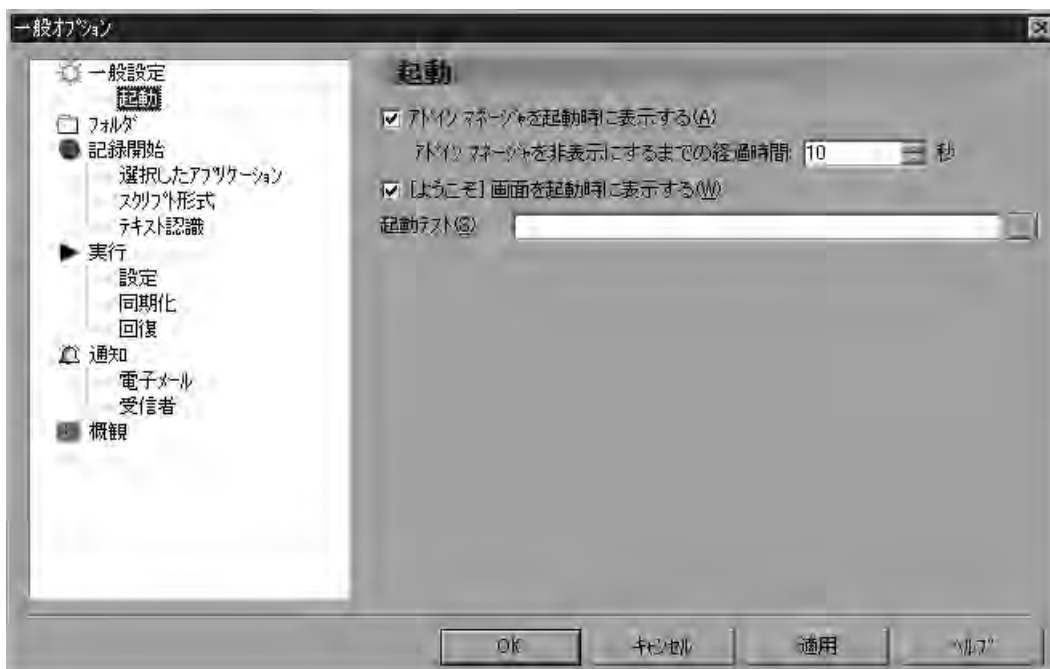 一般ｵﾌﾟｼｮﾝ
一般設定
起動
ﾌｫﾙﾀﾞ
記録開始
選択したｱﾌﾟﾘｹｰｼｮﾝ
ｽｸﾘﾌﾟﾄ形式
ﾃｷｽﾄ認識
実行
設定
同期化
回復
通知
電子ﾒｰﾙ
受信者
概観
起動
ｱﾄﾞｲﾝ ﾏﾈｰｼﾞｬを起動時に表示する(A)
ｱﾄﾞｲﾝ ﾏﾈｰｼﾞｬを非表示にするまでの経過時間: 10 秒
[ようこそ] 画面を起動時に表示する(W)
起動ﾃｽﾄ(S)
OK ｷｬﾝｾﾙ 適用 ﾍﾙﾌﾟ